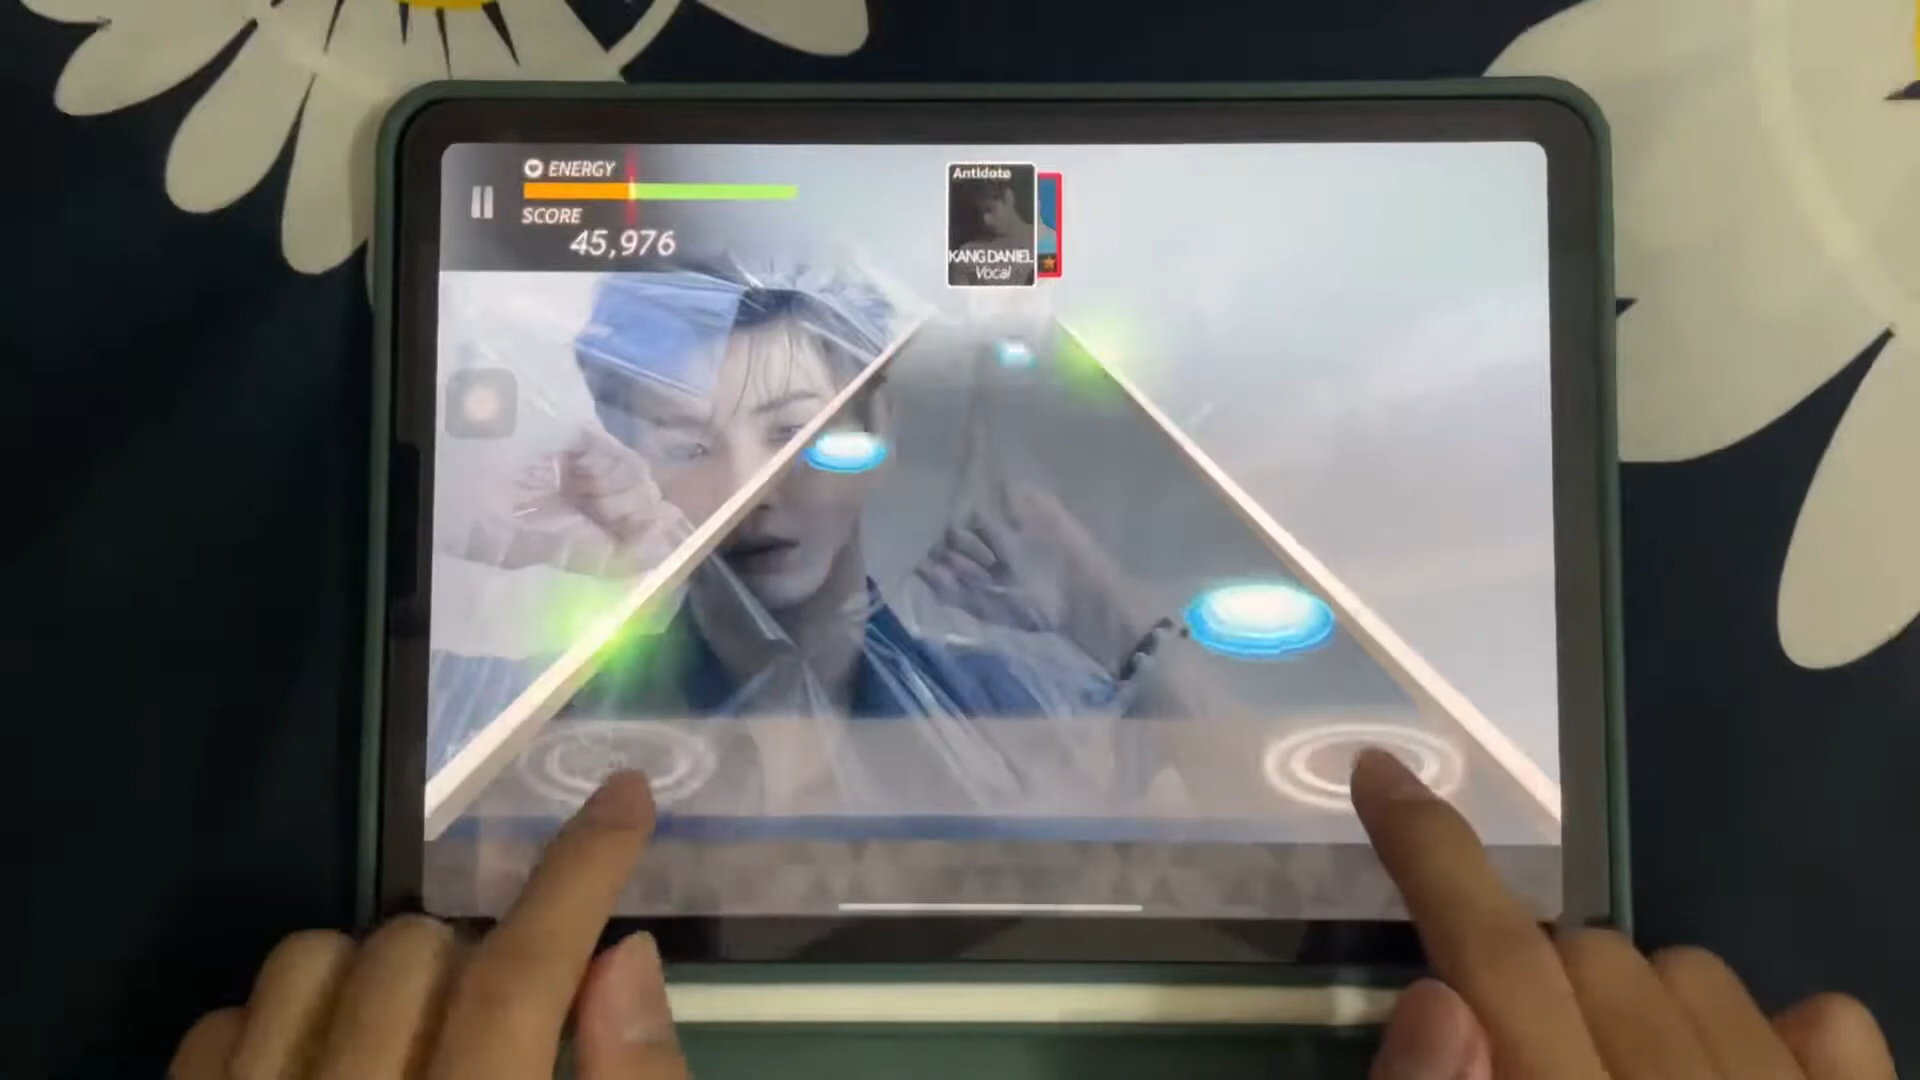 ENERGY
SCORE
45,976
Antidote
KANG DANIEL
Vocal